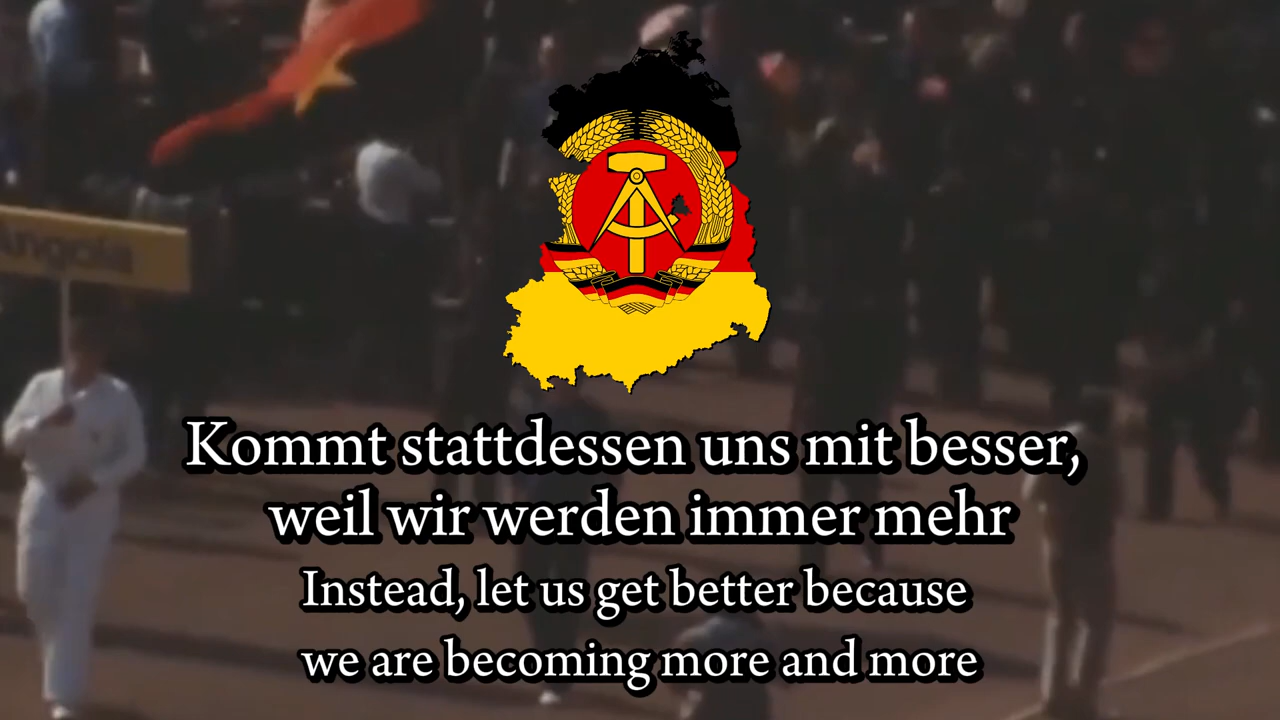 Angola
Kommt stattdessen uns mit besser,
weil wir werden immer mehr
Instead, let us get better because
we are becoming more and more